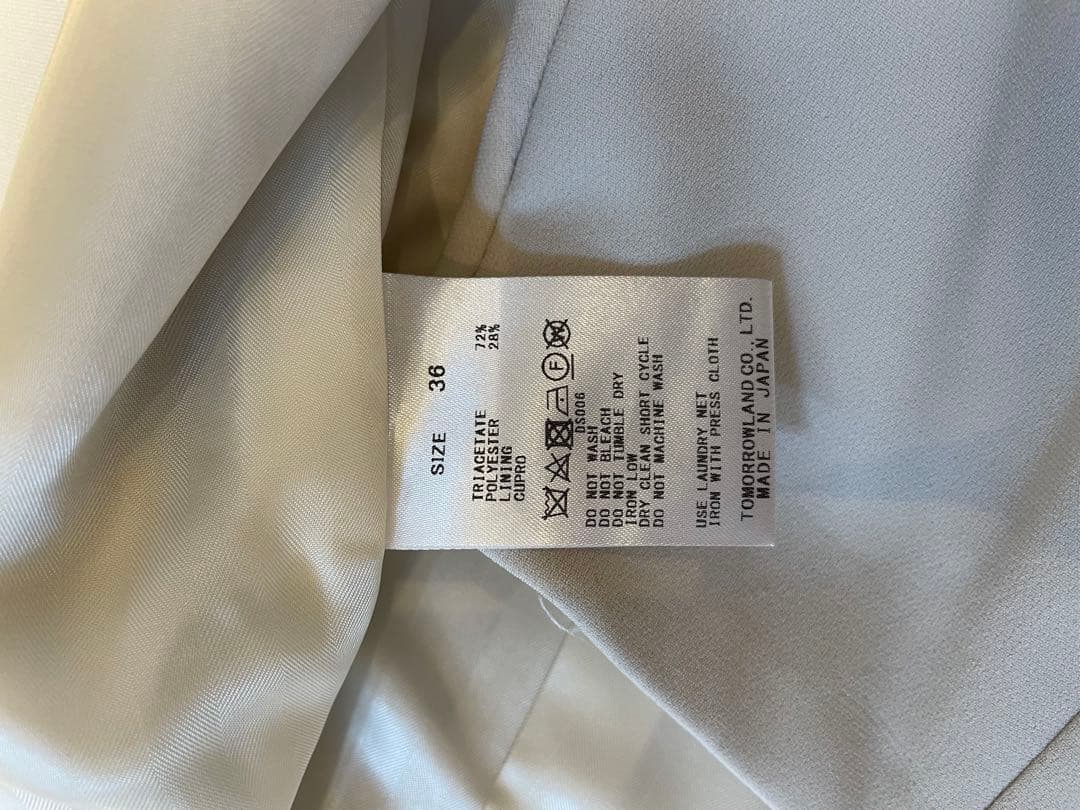 SIZE 36
TRIACETATE 72%
POLYESTER 28%
LINING
CUPRO
F W
DS006
DO NOT WASH
DO NOT BLEACH
DO NOT TUMBLE DRY
IRON LOW
DRY CLEAN SHORT CYCLE
DO NOT MACHINE WASH
USE LAUNDRY NET
IRON WITH PRESS CLOTH
TOMORROWLAND CO., LTD.
MADE IN JAPAN